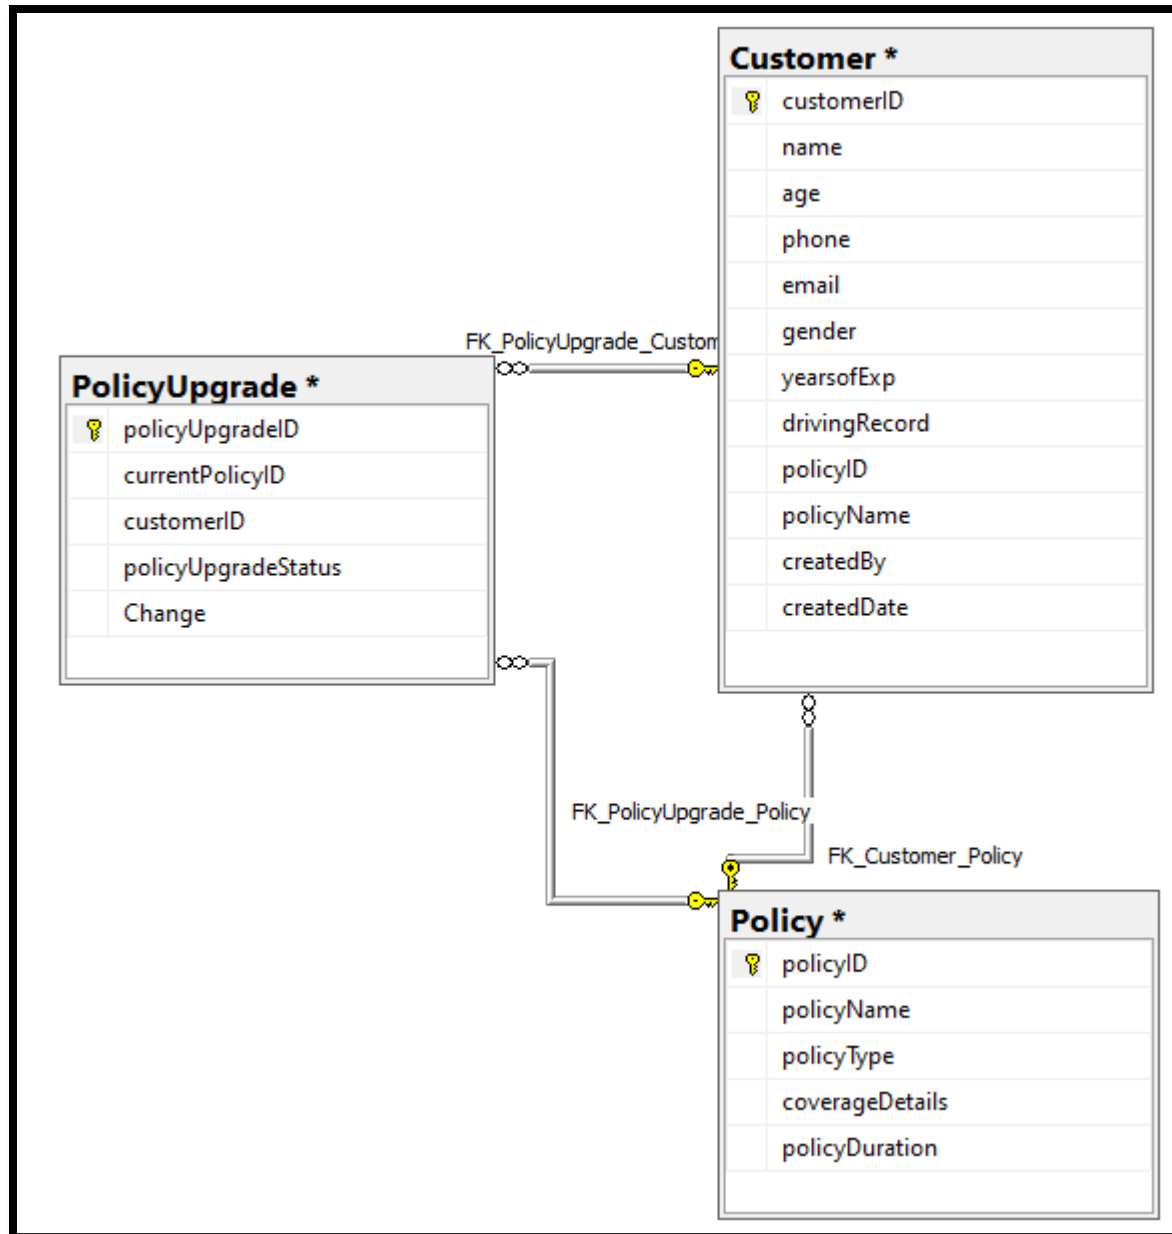 Customer *
customerID
name
age
phone
email
gender
yearsofExp
drivingRecord
policyID
policyName
createdBy
createdDate
FK_PolicyUpgrade_Custom
PolicyUpgrade *
policyUpgradeID
currentPolicyID
customerID
policyUpgradeStatus
Change
FK_PolicyUpgrade_Policy
FK_Customer_Policy
Policy *
policyID
policyName
policyType
coverageDetails
policyDuration